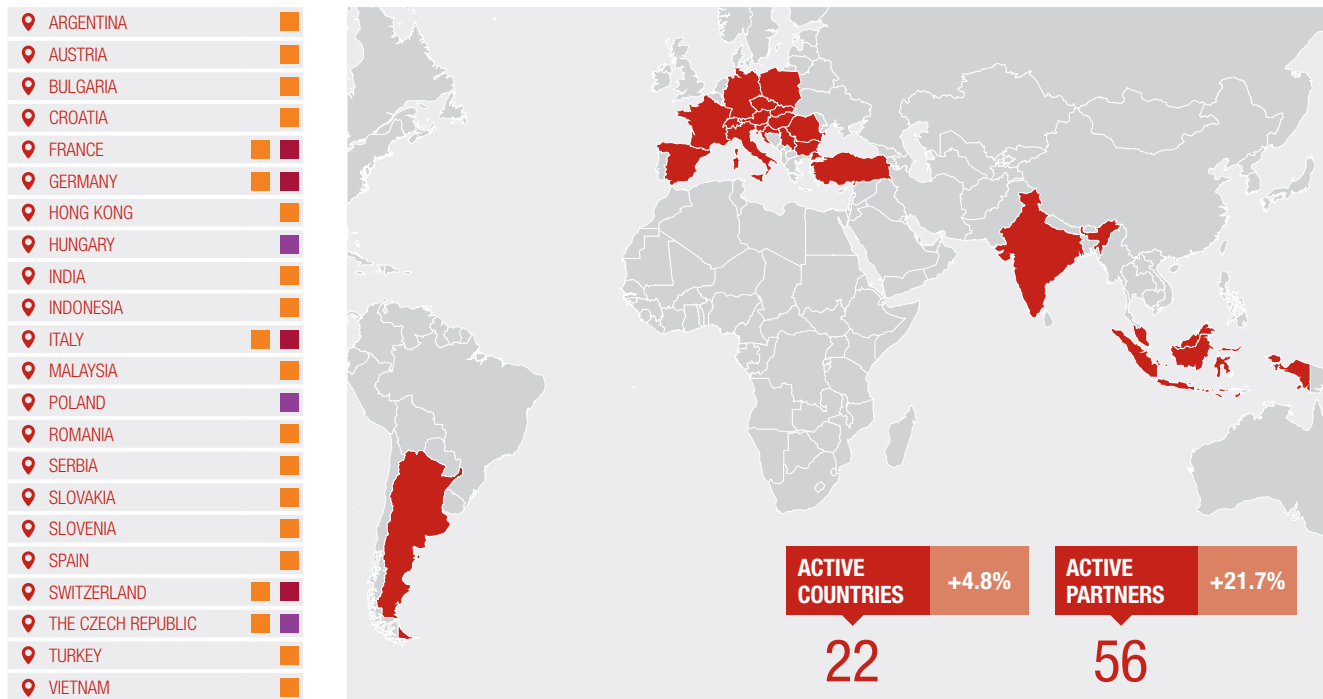 ARGENTINA
AUSTRIA
BULGARIA
CROATIA
FRANCE
GERMANY
HONG KONG
HUNGARY
INDIA
INDONESIA
ITALY
MALAYSIA
POLAND
ROMANIA
SERBIA
SLOVAKIA
SLOVENIA
SPAIN
SWITZERLAND
THE CZECH REPUBLIC
TURKEY
VIETNAM
ACTIVE
COUNTRIES
+4.8%
22
ACTIVE
PARTNERS
+21.7%
56